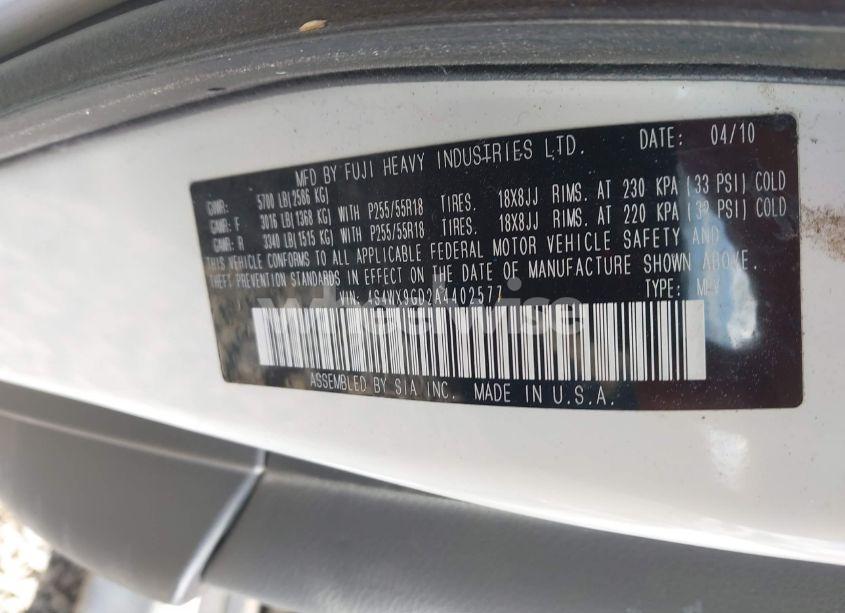 MFD BY FUJI HEAVY INDUSTRIES LTD. DATE: 04/10
GVWR: 5700 LB(2586 KG)
GAWR: F 3016 LB(1368 KG) WITH P255/55R18 TIRES. 18X8JJ RIMS. AT 230 KPA (33 PSI) COLD
GAWR: R 3340 LB(1515 KG) WITH P255/55R18 TIRES. 18X8JJ RIMS. AT 220 KPA (32 PSI) COLD
THIS VEHICLE CONFORMS TO ALL APPLICABLE FEDERAL MOTOR VEHICLE SAFETY AND
THEFT PREVENTION STANDARDS IN EFFECT ON THE DATE OF MANUFACTURE SHOWN ABOVE.
VIN: 4S4WX9GD2A4402577 TYPE: MPV
wheelwise
ASSEMBLED BY SIA INC. MADE IN U.S.A.